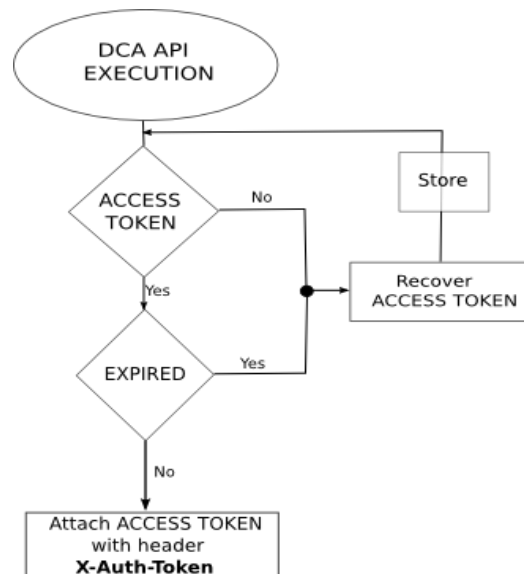 DCA API
EXECUTION
Store
ACCESS
TOKEN
No
Recover
ACCESS TOKEN
Yes
EXPIRED
Yes
No
Attach ACCESS TOKEN
with header
X-Auth-Token